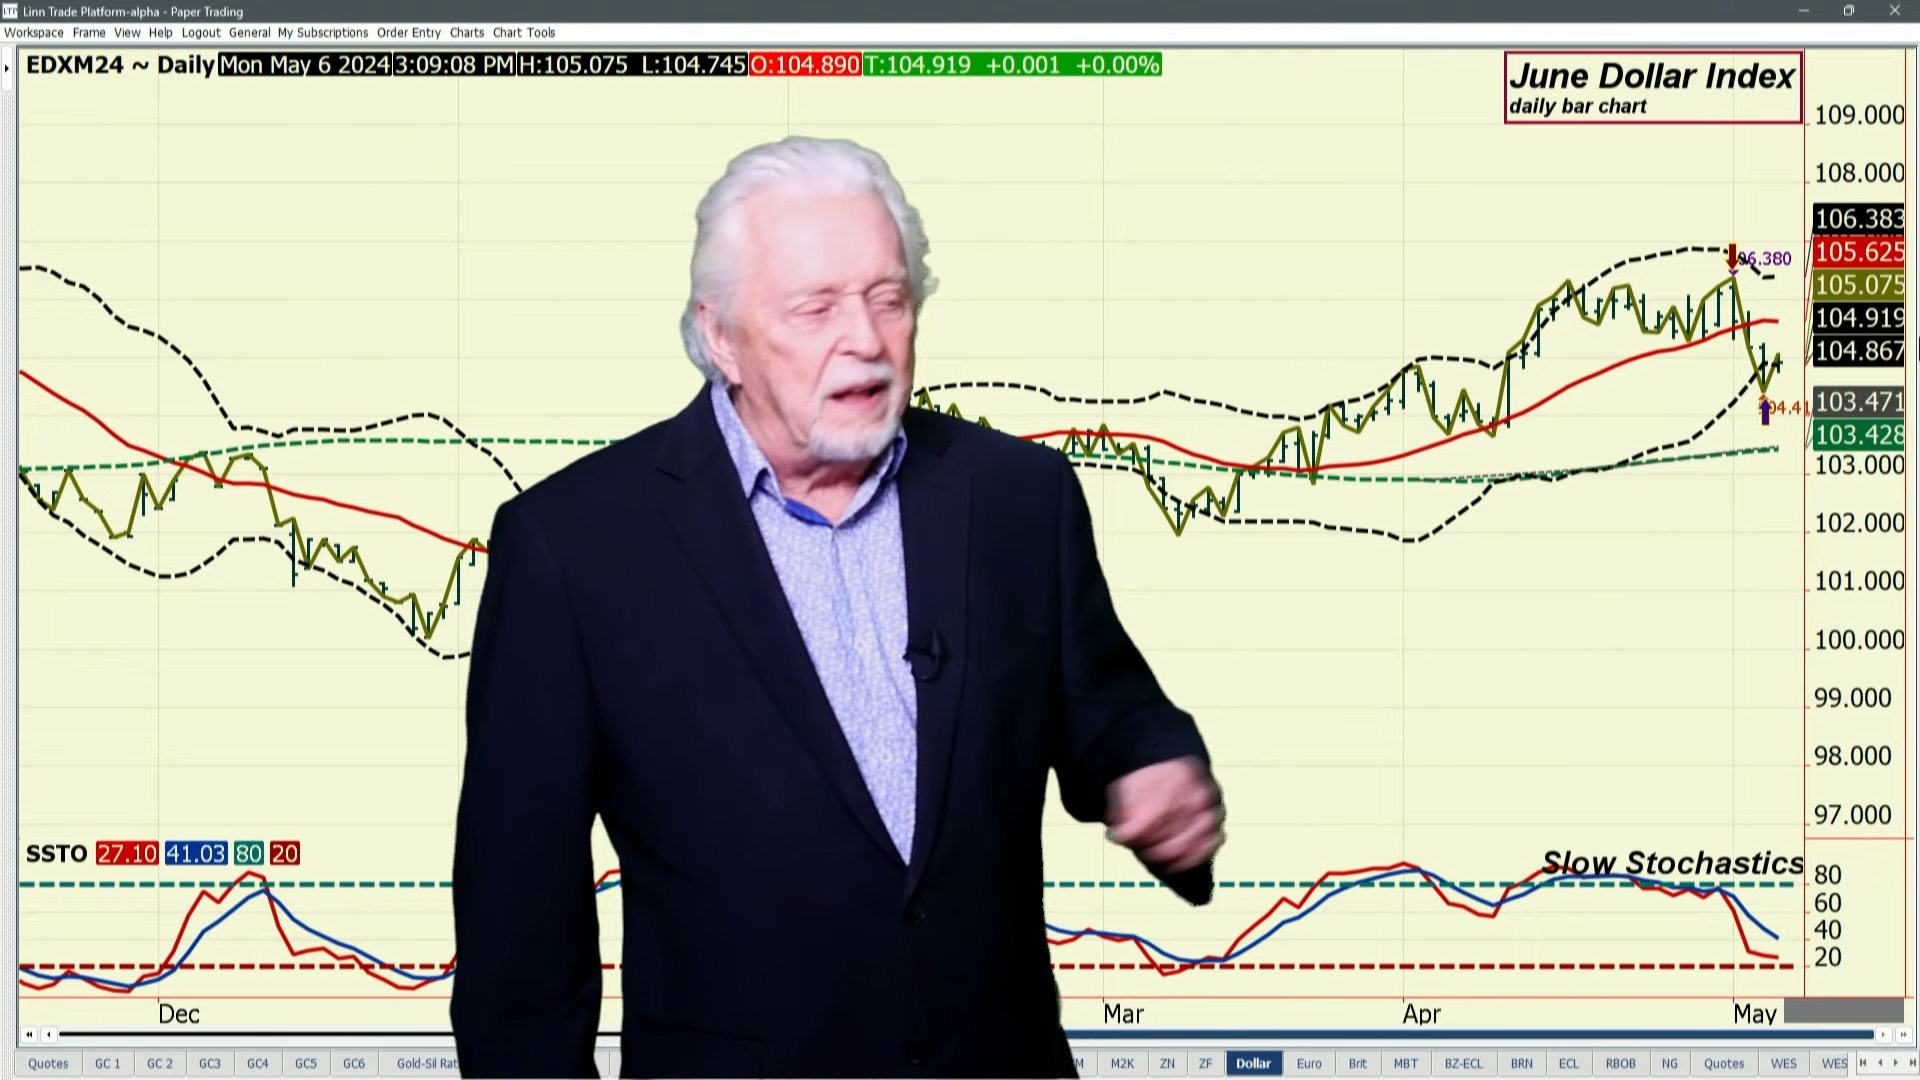 Linn Trade Platform-alpha - Paper Trading
Workspace Frame View Help Logout General My Subscriptions Order Entry Charts Chart Tools
EDXM24 ~ Daily Mon May 6 2024 3:09:08 PM H:105.075 L:104.745 O:104.890 T:104.919 +0.001 +0.00%
June Dollar Index
daily bar chart
109.000
108.000
106.383
105.625
105.075
104.919
104.867
103.471
103.428
103.000
102.000
101.000
100.000
99.000
98.000
97.000
SSTO 27.10 41.03 80 20
Slow Stochastics
80
60
40
20
Dec Mar Apr May
Quotes GC 1 GC 2 GC3 GC4 GC5 GC6 Gold-Sil M2K ZN ZF Dollar Euro Brit MBT BZ-ECL BRN ECL RBOB NG Quotes WES WES